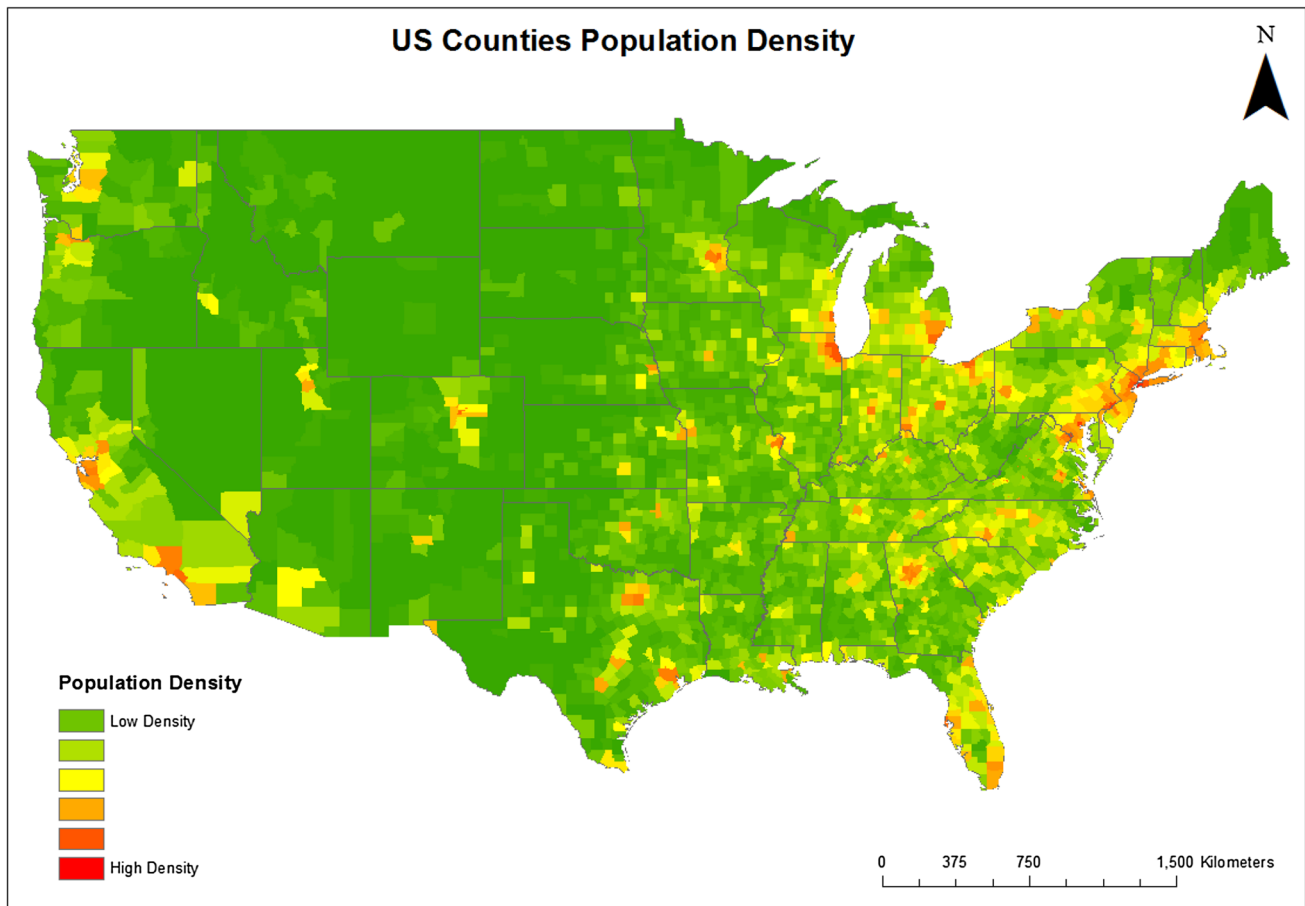 US Counties Population Density
N
Population Density
Low Density
High Density
0 375 750 1,500 Kilometers